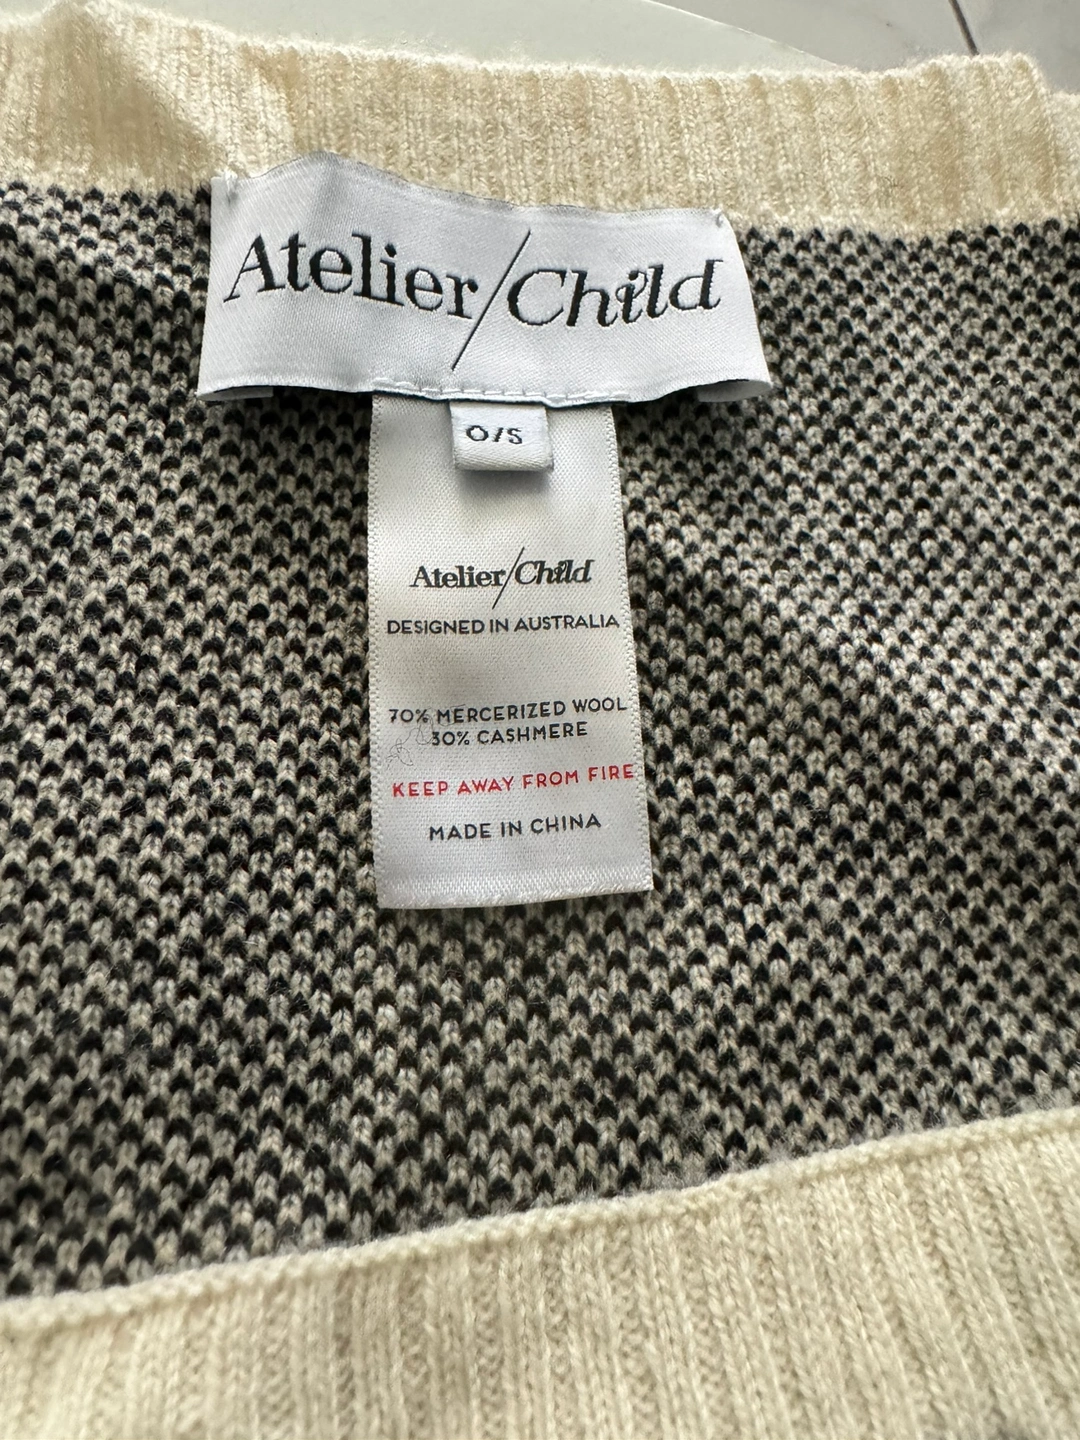 Atelier/Child
O/S
Atelier/Child
DESIGNED IN AUSTRALIA
70% MERCERIZED WOOL
30% CASHMERE
KEEP AWAY FROM FIRE
MADE IN CHINA